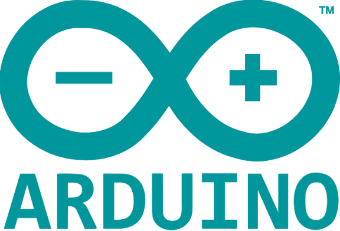 ™
− +
ARDUINO